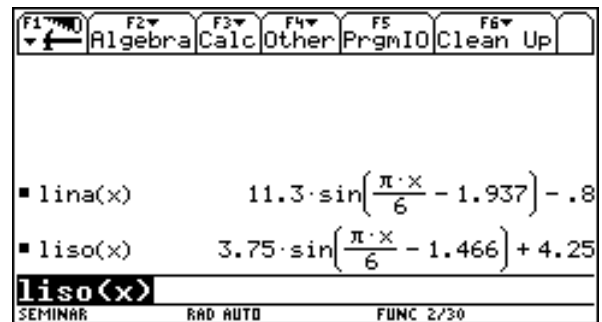 F1 F2 Algebra F3 Calc F4 Other F5 PrgmIO F6 Clean Up
▪ lina(x) 11.3·sin(π·x/6 - 1.937) - .8
▪ liso(x) 3.75·sin(π·x/6 - 1.466) + 4.25
liso(x)
SEMINAR RAD AUTO FUNC 2/30